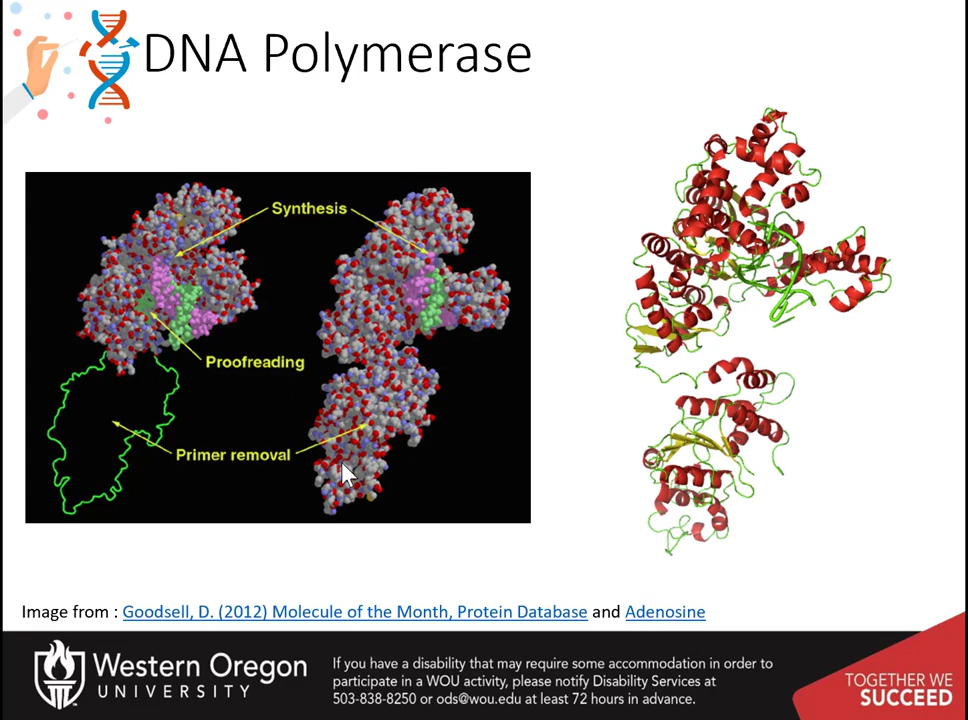 DNA Polymerase
Synthesis
Proofreading
Primer removal
Image from : Goodsell, D. (2012) Molecule of the Month, Protein Database and Adenosine
Western Oregon
UNIVERSITY
If you have a disability that may require some accommodation in order to
participate in a WOU activity, please notify Disability Services at
503-838-8250 or ods@wou.edu at least 72 hours in advance.
TOGETHER WE
SUCCEED